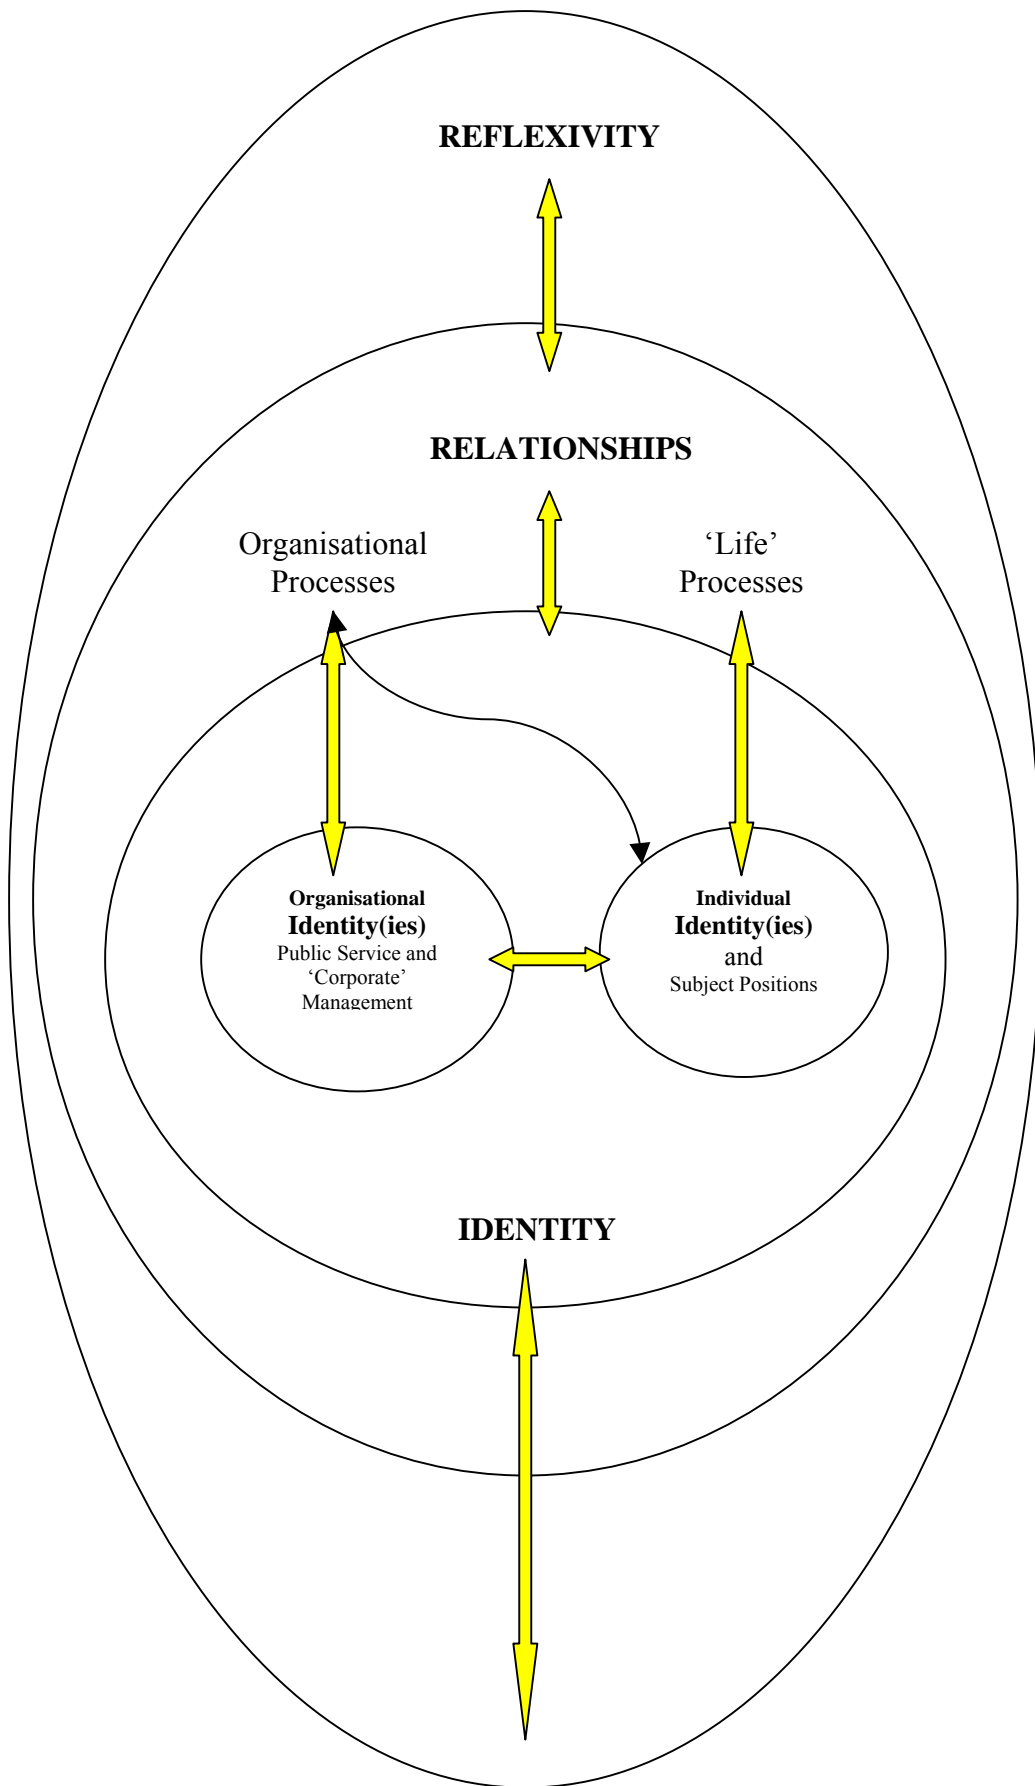 REFLEXIVITY
RELATIONSHIPS
Organisational
Processes
‘Life’
Processes
Organisational
Identity(ies)
Public Service and
‘Corporate’
Management
Individual
Identity(ies)
and
Subject Positions
IDENTITY